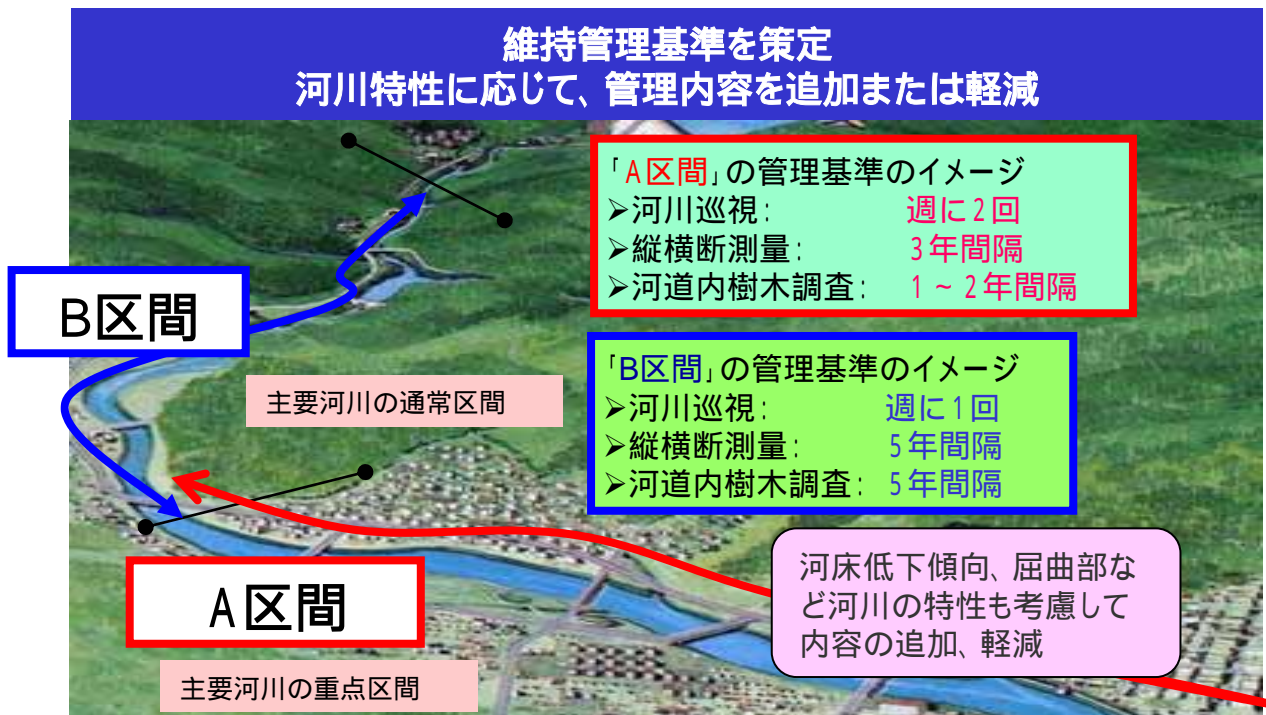 維持管理基準を策定
河川特性に応じて、管理内容を追加または軽減
「A区間」の管理基準のイメージ
➢河川巡視： 週に2回
➢縦横断測量： 3年間隔
➢河道内樹木調査： 1～2年間隔
B区間
「B区間」の管理基準のイメージ
➢河川巡視： 週に1回
➢縦横断測量： 5年間隔
➢河道内樹木調査： 5年間隔
主要河川の通常区間
A区間
河床低下傾向、屈曲部な
ど河川の特性も考慮して
内容の追加、軽減
主要河川の重点区間